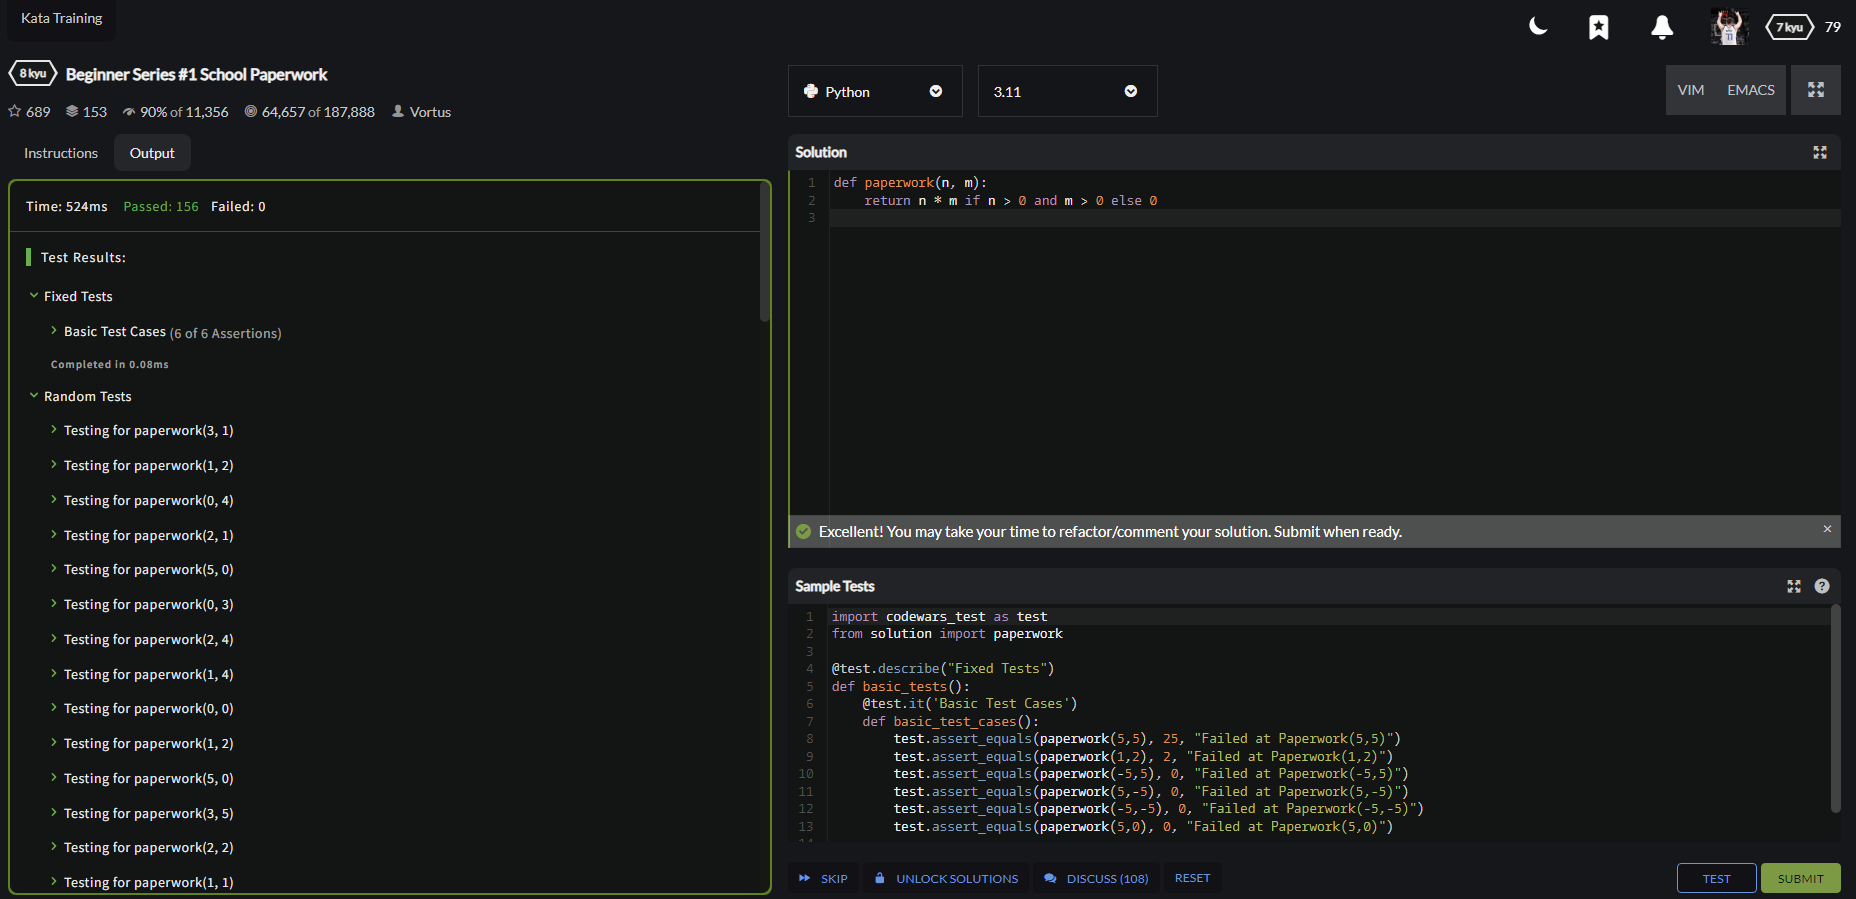 Kata Training
7 kyu 79
8 kyu Beginner Series #1 School Paperwork
689 153 90% of 11,356 64,657 of 187,888 Vortus
Instructions Output
Time: 524ms Passed: 156 Failed: 0
Test Results:
Fixed Tests
Basic Test Cases (6 of 6 Assertions)
Completed in 0.08ms
Random Tests
Testing for paperwork(3, 1)
Testing for paperwork(1, 2)
Testing for paperwork(0, 4)
Testing for paperwork(2, 1)
Testing for paperwork(5, 0)
Testing for paperwork(0, 3)
Testing for paperwork(2, 4)
Testing for paperwork(1, 4)
Testing for paperwork(0, 0)
Testing for paperwork(1, 2)
Testing for paperwork(5, 0)
Testing for paperwork(3, 5)
Testing for paperwork(2, 2)
Testing for paperwork(1, 1)
Python 3.11 VIM EMACS
Solution
1 def paperwork(n, m):
2     return n * m if n > 0 and m > 0 else 0
3
Excellent! You may take your time to refactor/comment your solution. Submit when ready. ×
Sample Tests ?
1 import codewars_test as test
2 from solution import paperwork
3
4 @test.describe("Fixed Tests")
5 def basic_tests():
6     @test.it('Basic Test Cases')
7     def basic_test_cases():
8         test.assert_equals(paperwork(5,5), 25, "Failed at Paperwork(5,5)")
9         test.assert_equals(paperwork(1,2), 2, "Failed at Paperwork(1,2)")
10         test.assert_equals(paperwork(-5,5), 0, "Failed at Paperwork(-5,5)")
11         test.assert_equals(paperwork(5,-5), 0, "Failed at Paperwork(5,-5)")
12         test.assert_equals(paperwork(-5,-5), 0, "Failed at Paperwork(-5,-5)")
13         test.assert_equals(paperwork(5,0), 0, "Failed at Paperwork(5,0)")
SKIP UNLOCK SOLUTIONS DISCUSS (108) RESET TEST SUBMIT